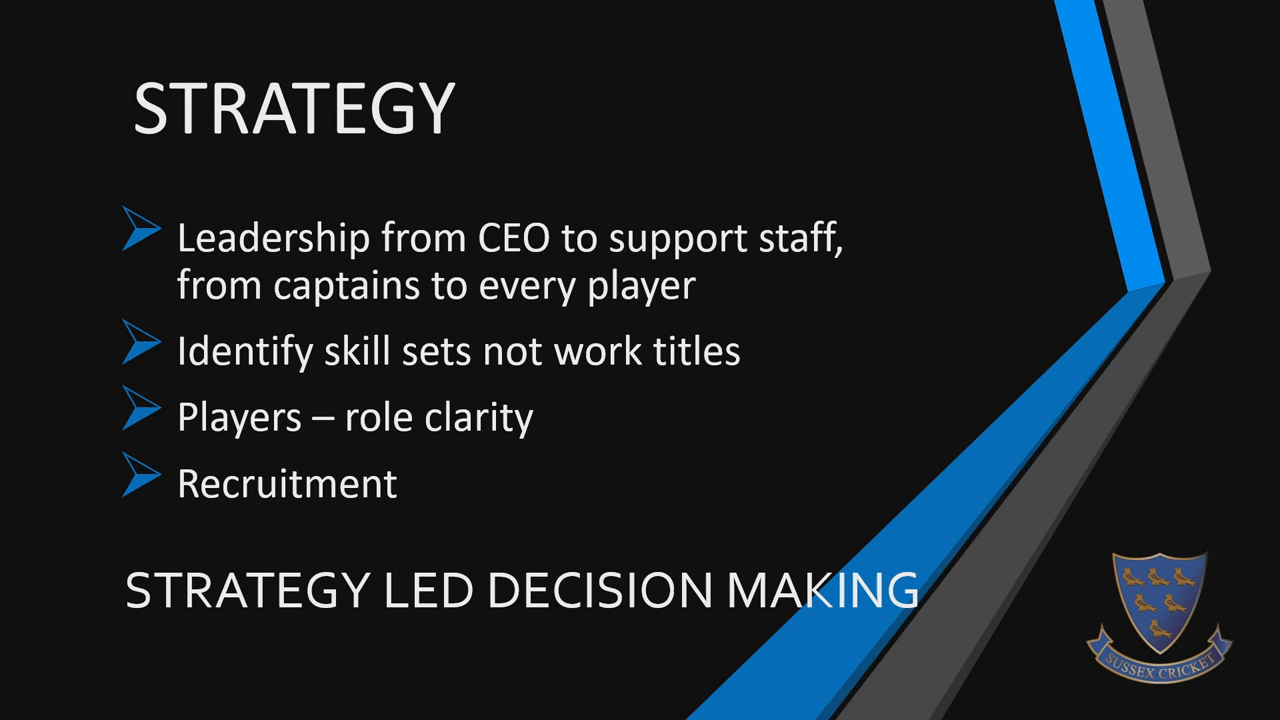 STRATEGY
Leadership from CEO to support staff,
from captains to every player
Identify skill sets not work titles
Players – role clarity
Recruitment
STRATEGY LED DECISION MAKING
SUSSEX CRICKET